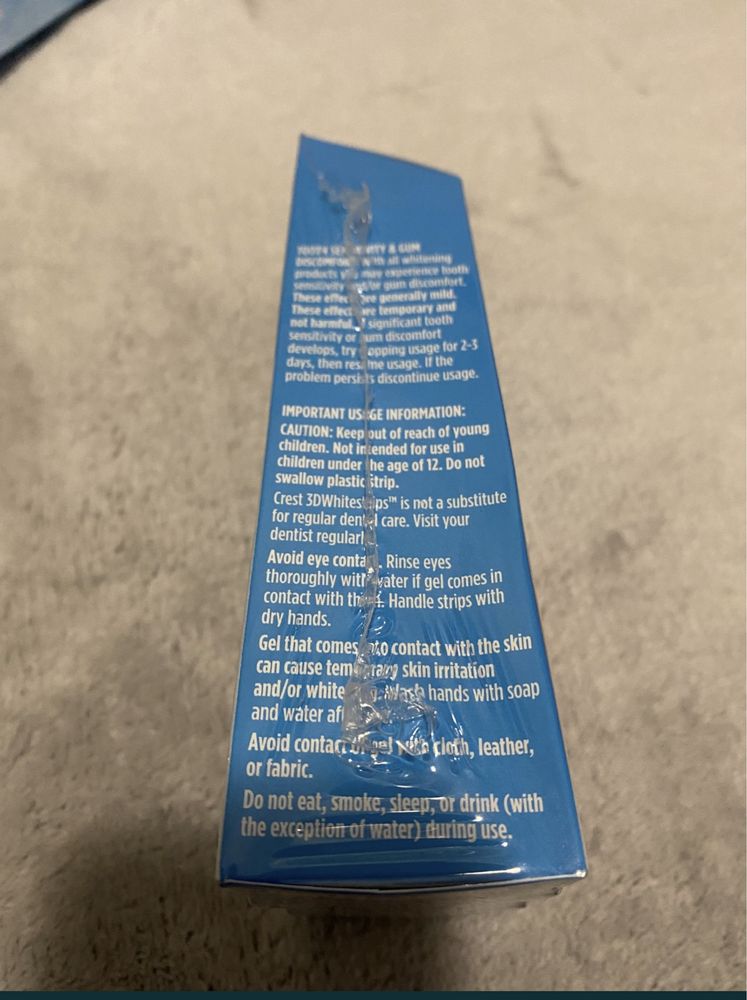 TOOTH SENSITIVITY & GUM
DISCOMFORT: With all whitening
products you may experience tooth
sensitivity and/or gum discomfort.
These effects are generally mild.
These effects are temporary and
not harmful. If significant tooth
sensitivity or gum discomfort
develops, try stopping usage for 2-3
days, then resume usage. If the
problem persists discontinue usage.
IMPORTANT USAGE INFORMATION:
CAUTION: Keep out of reach of young
children. Not intended for use in
children under the age of 12. Do not
swallow plastic strip.
Crest 3DWhitestrips™ is not a substitute
for regular dental care. Visit your
dentist regularly.
Avoid eye contact. Rinse eyes
thoroughly with water if gel comes in
contact with them. Handle strips with
dry hands.
Gel that comes into contact with the skin
can cause temporary skin irritation
and/or whitening. Wash hands with soap
and water after
Avoid contact of gel with cloth, leather,
or fabric.
Do not eat, smoke, sleep, or drink (with
the exception of water) during use.